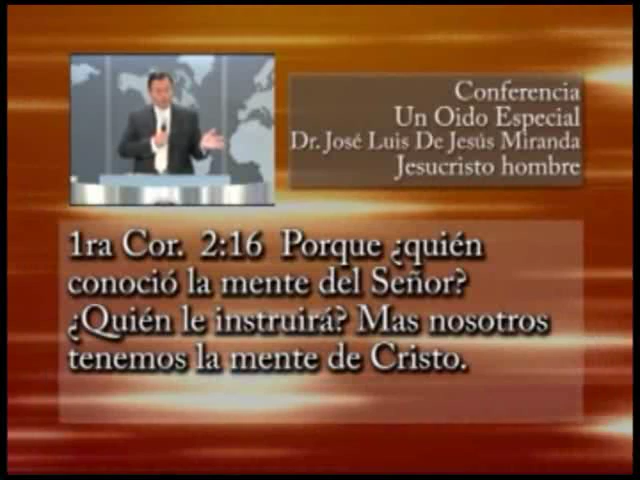 Conferencia
Un Oido Especial
Dr. José Luis De Jesús Miranda
Jesucristo hombre
1ra Cor. 2:16 Porque ¿quién
conoció la mente del Señor?
¿Quién le instruirá? Mas nosotros
tenemos la mente de Cristo.